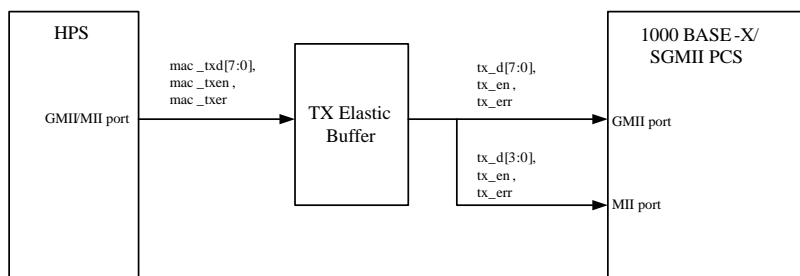 HPS
1000 BASE-X/
SGMII PCS
mac _txd[7:0],
mac _txen ,
mac _txer
tx_d[7:0],
tx_en ,
tx_err
GMII/MII port
TX Elastic
Buffer
GMII port
tx_d[3:0],
tx_en ,
tx_err
MII port